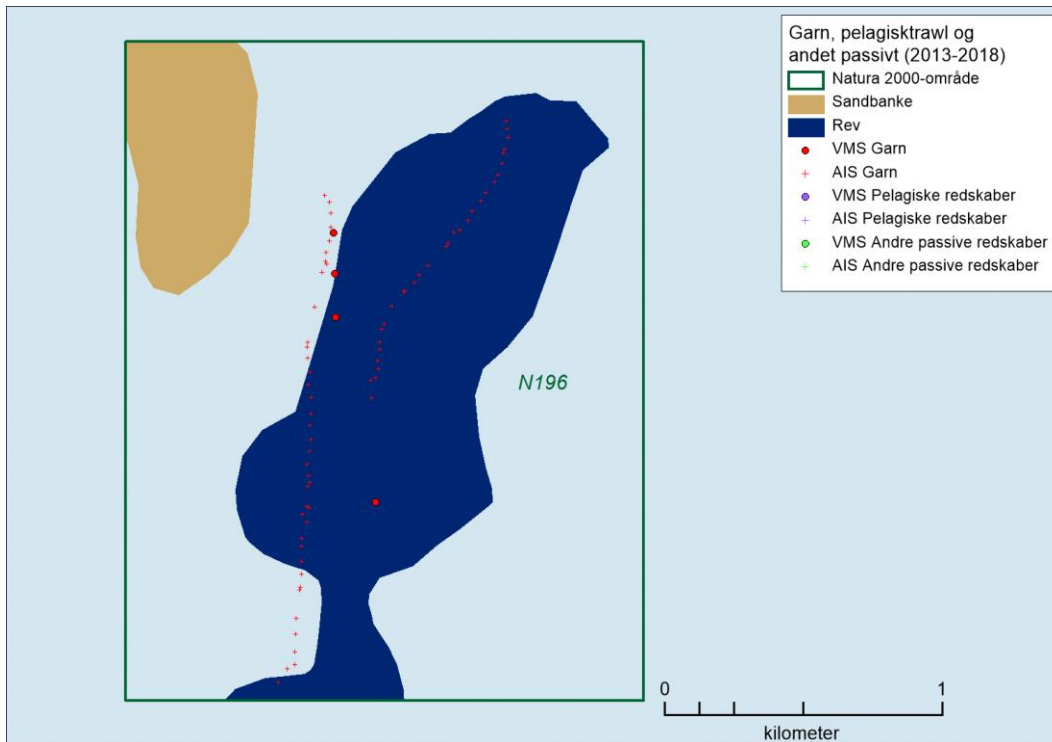 Garn, pelagisktrawl og
andet passivt (2013-2018)
Natura 2000-område
Sandbanke
Rev
VMS Garn
AIS Garn
VMS Pelagiske redskaber
AIS Pelagiske redskaber
VMS Andre passive redskaber
AIS Andre passive redskaber
N196
0 1
kilometer